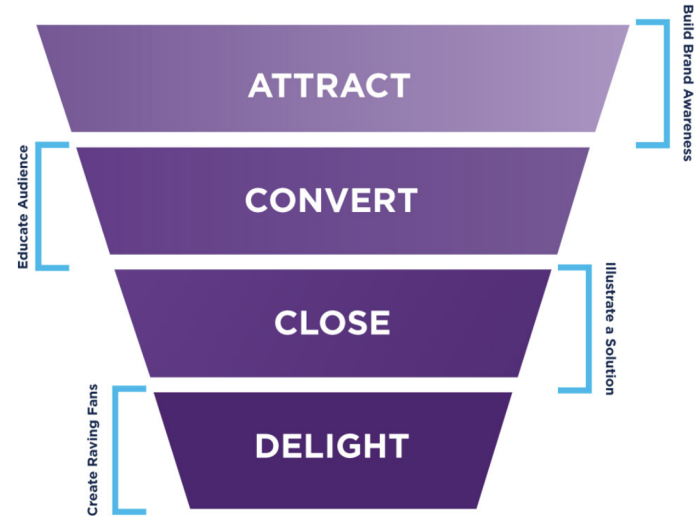 ATTRACT
Build Brand Awareness
CONVERT
Educate Audience
CLOSE
Illustrate a Solution
DELIGHT
Create Raving Fans